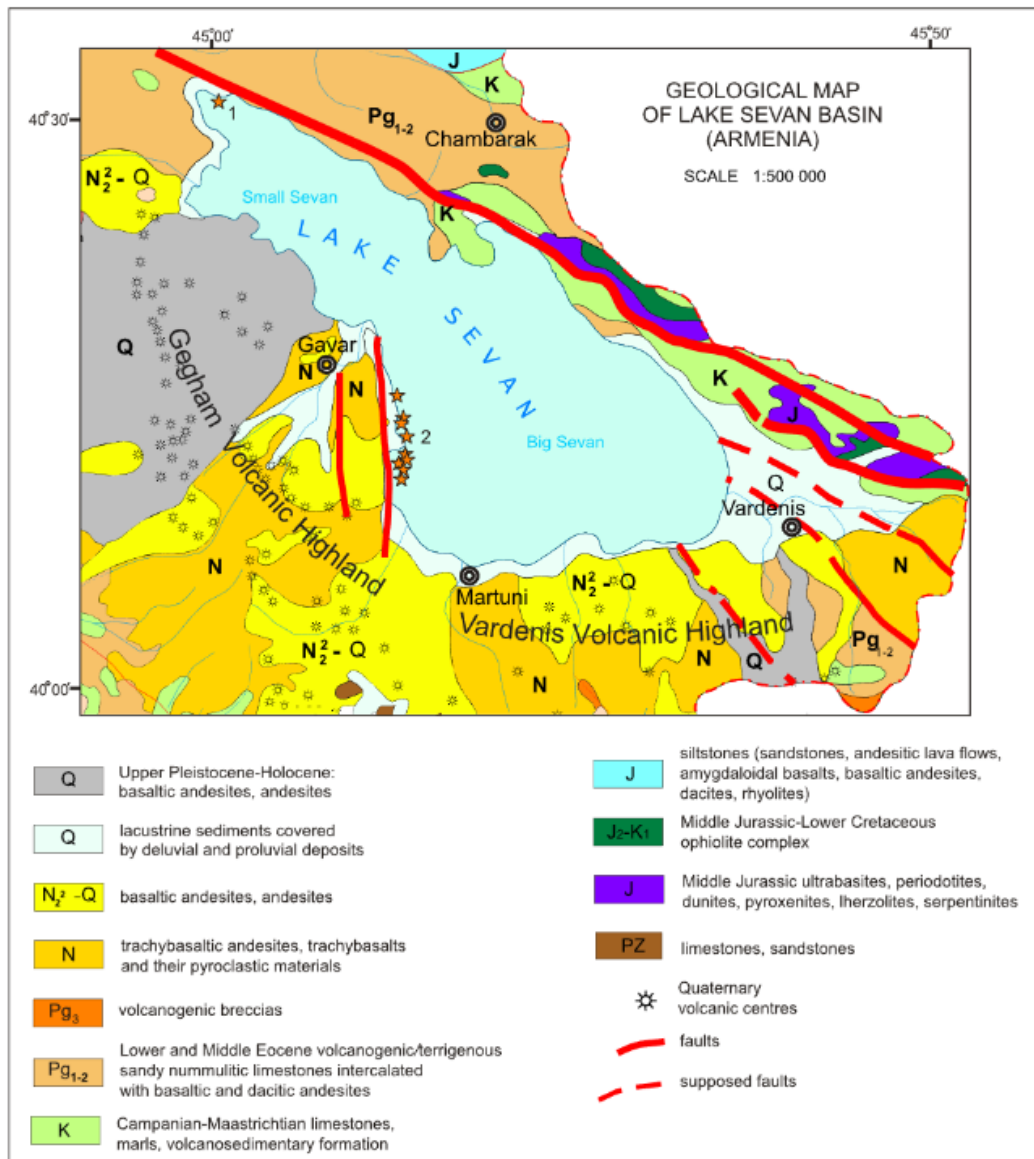 45°00'
45°50'
GEOLOGICAL MAP
OF LAKE SEVAN BASIN
(ARMENIA)
SCALE 1:500 000
J
K
1
40°30'
Pg₁₋₂
Chambarak
N₂²- Q
Small Sevan
K
LAKE SEVAN
Q
Gegham Volcanic Highland
Gavar
N
N
K
J
2
Big Sevan
Q
Vardenis
N
N
Martuni
N₂²- Q
Vardenis Volcanic Highland
N₂²- Q
Pg₁₋₂
Q
N
N
40°00'
Q
Upper Pleistocene-Holocene:
basaltic andesites, andesites
Q
lacustrine sediments covered
by deluvial and proluvial deposits
N₂² -Q
basaltic andesites, andesites
N
trachybasaltic andesites, trachybasalts
and their pyroclastic materials
Pg₃
volcanogenic breccias
Pg₁₋₂
Lower and Middle Eocene volcanogenic/terrigenous
sandy nummulitic limestones intercalated
with basaltic and dacitic andesites
K
Campanian-Maastrichtian limestones,
marls, volcanosedimentary formation
J
siltstones (sandstones, andesitic lava flows,
amygdaloidal basalts, basaltic andesites,
dacites, rhyolites)
J₂-K₁
Middle Jurassic-Lower Cretaceous
ophiolite complex
J
Middle Jurassic ultrabasites, periodotites,
dunites, pyroxenites, lherzolites, serpentinites
PZ
limestones, sandstones
Quaternary
volcanic centres
faults
supposed faults